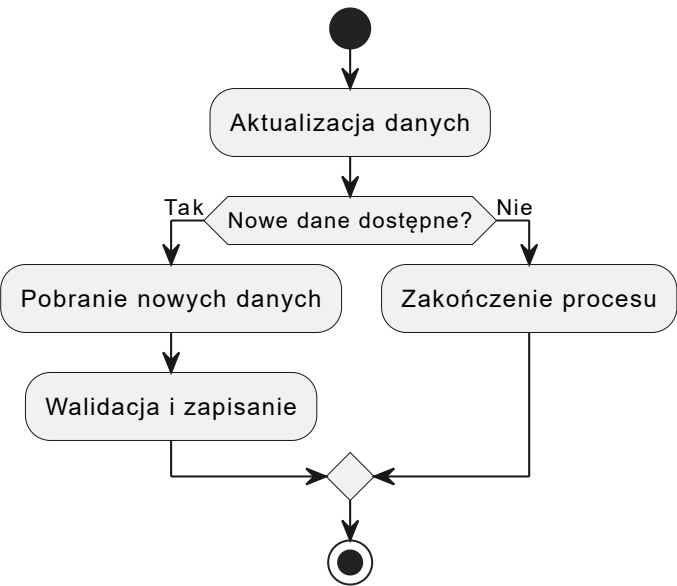 Aktualizacja danych
Tak
Nowe dane dostępne?
Nie
Pobranie nowych danych
Zakończenie procesu
Walidacja i zapisanie